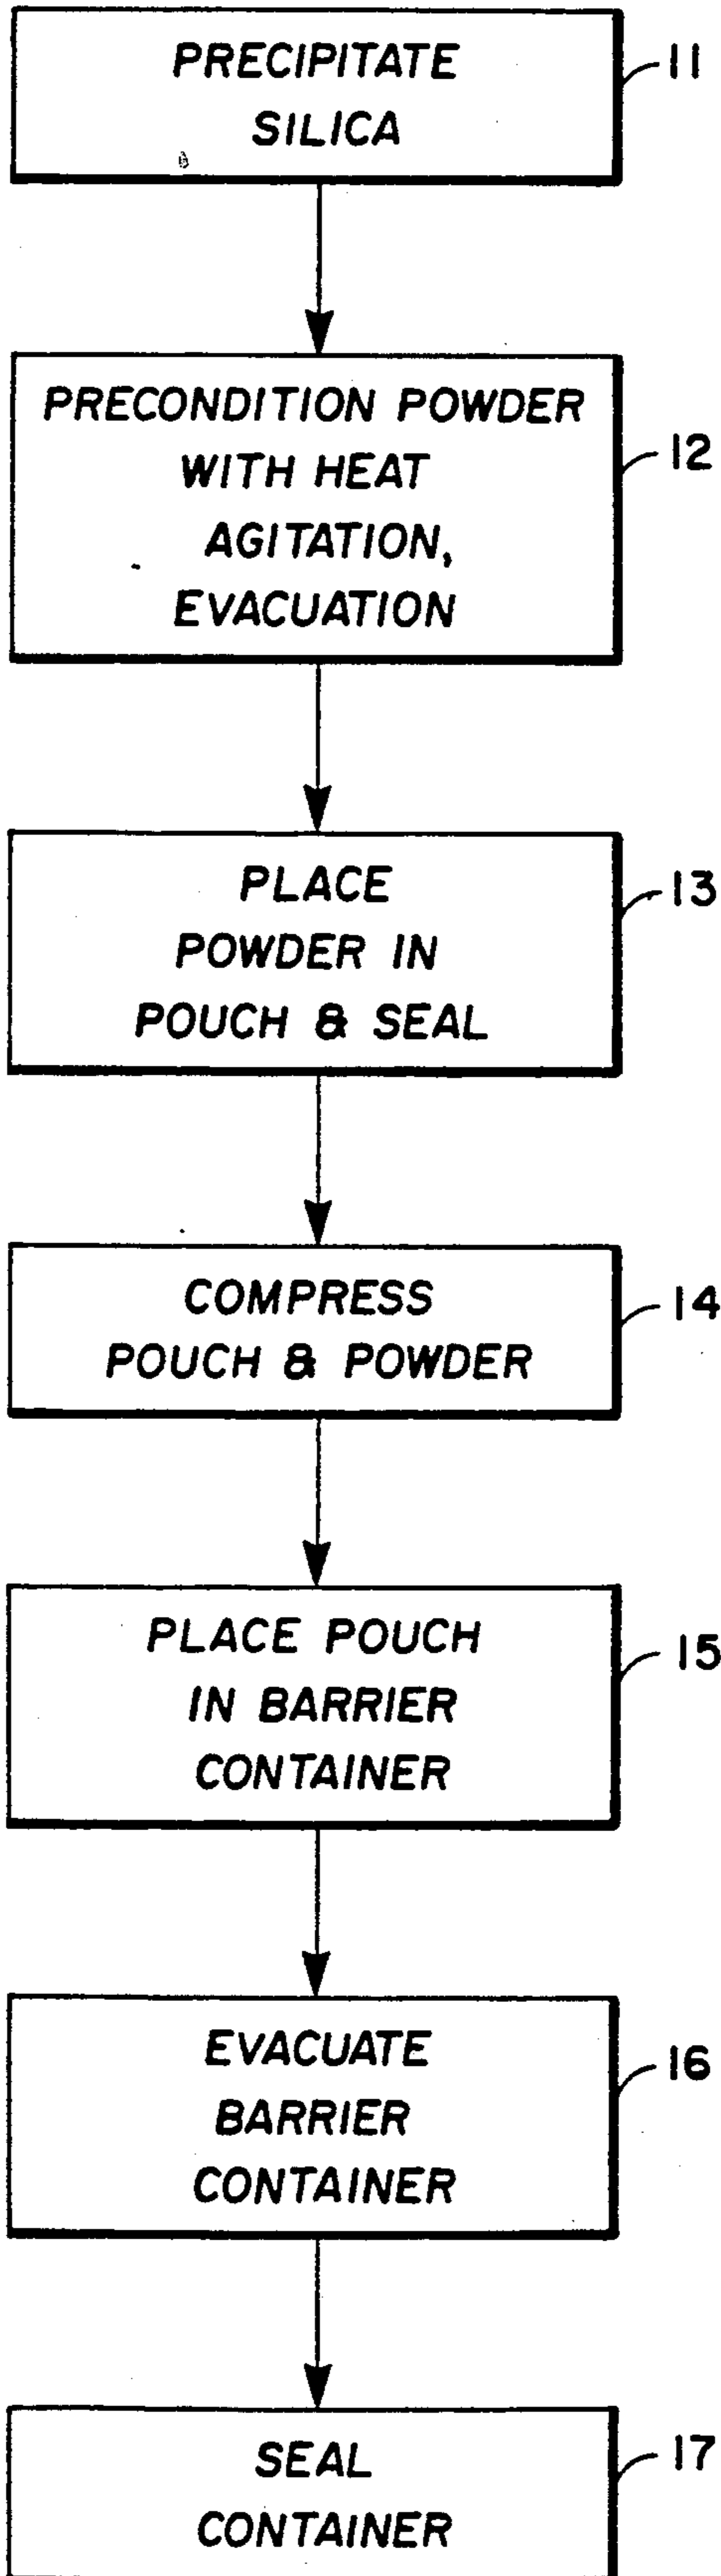 PRECIPITATE
SILICA
11
PRECONDITION POWDER
WITH HEAT
AGITATION,
EVACUATION
12
PLACE
POWDER IN
POUCH & SEAL
13
COMPRESS
POUCH & POWDER
14
PLACE POUCH
IN BARRIER
CONTAINER
15
EVACUATE
BARRIER
CONTAINER
16
SEAL
CONTAINER
17